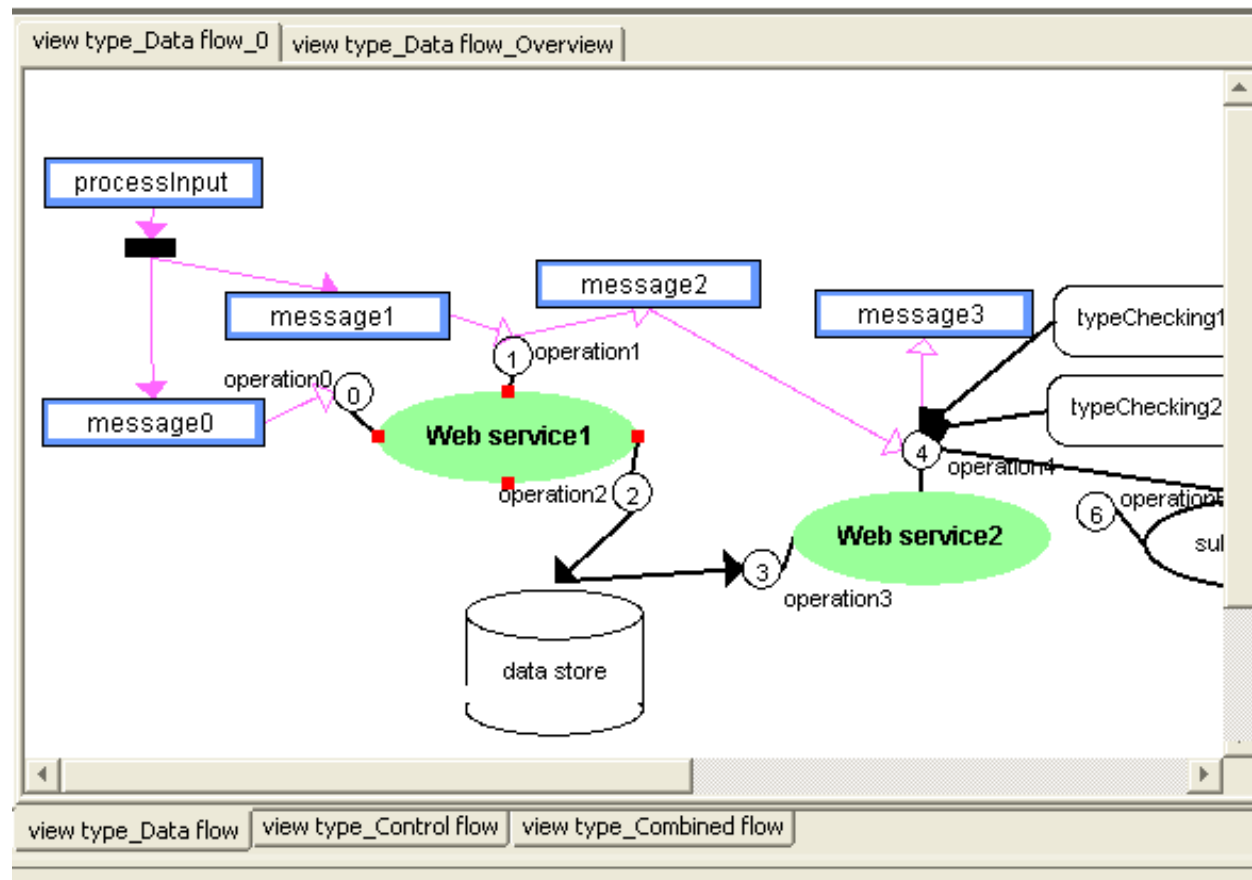 view type_Data flow_0
view type_Data flow_Overview
processInput
message2
message1
message3
typeChecking1
1
operation1
operation0
0
typeChecking2
message0
Web service1
4
operation4
operation2
2
6
Web service2
3
operation3
data store
view type_Data flow
view type_Control flow
view type_Combined flow